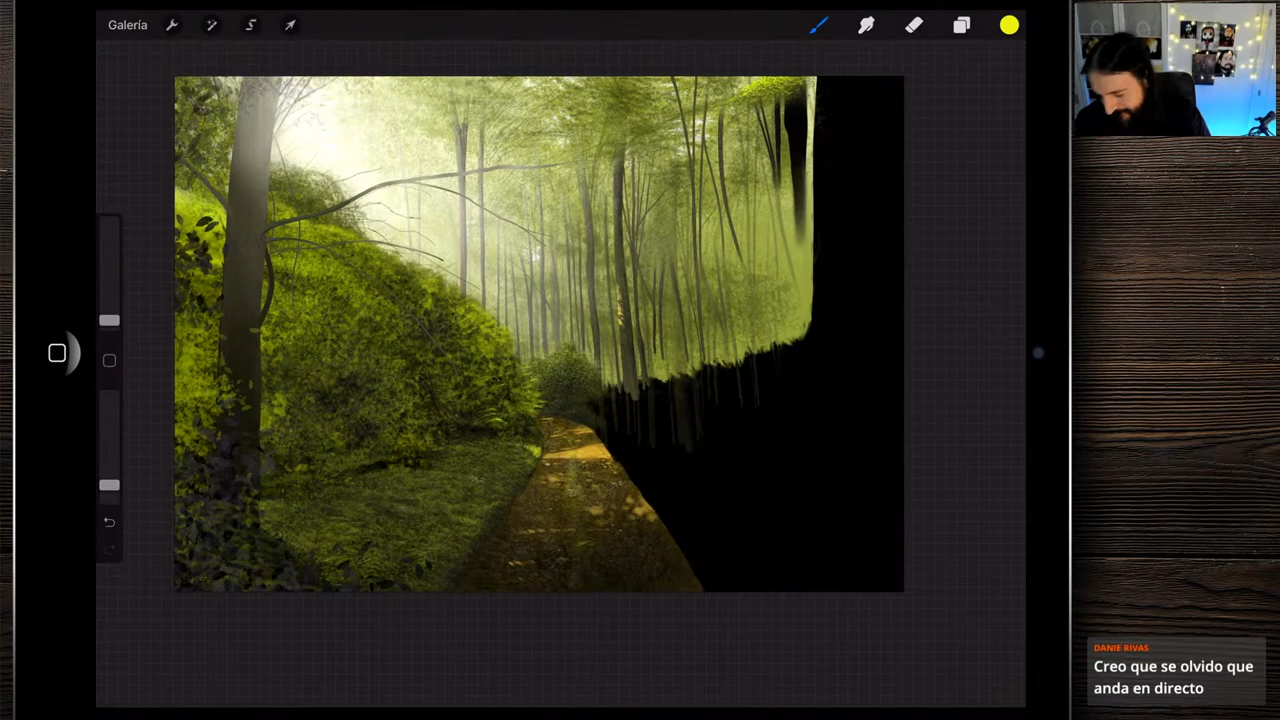 Galería
DANIE RIVAS
Creo que se olvido que
anda en directo